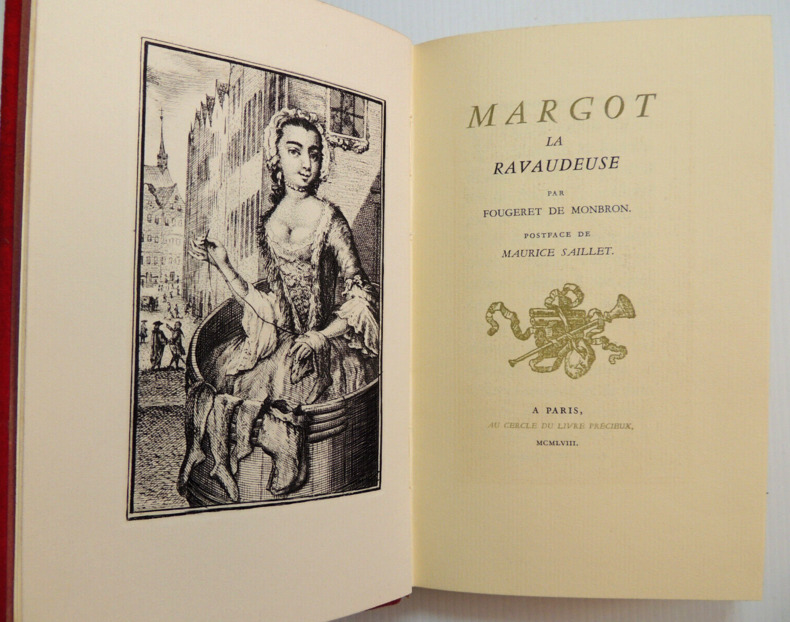 MARGOT
LA
RAVAUDEUSE
PAR
FOUGERET DE MONBRON.
POSTFACE DE
MAURICE SAILLET.
A PARIS,
AU CERCLE DU LIVRE PRÉCIEUX,
MCMLVIII.